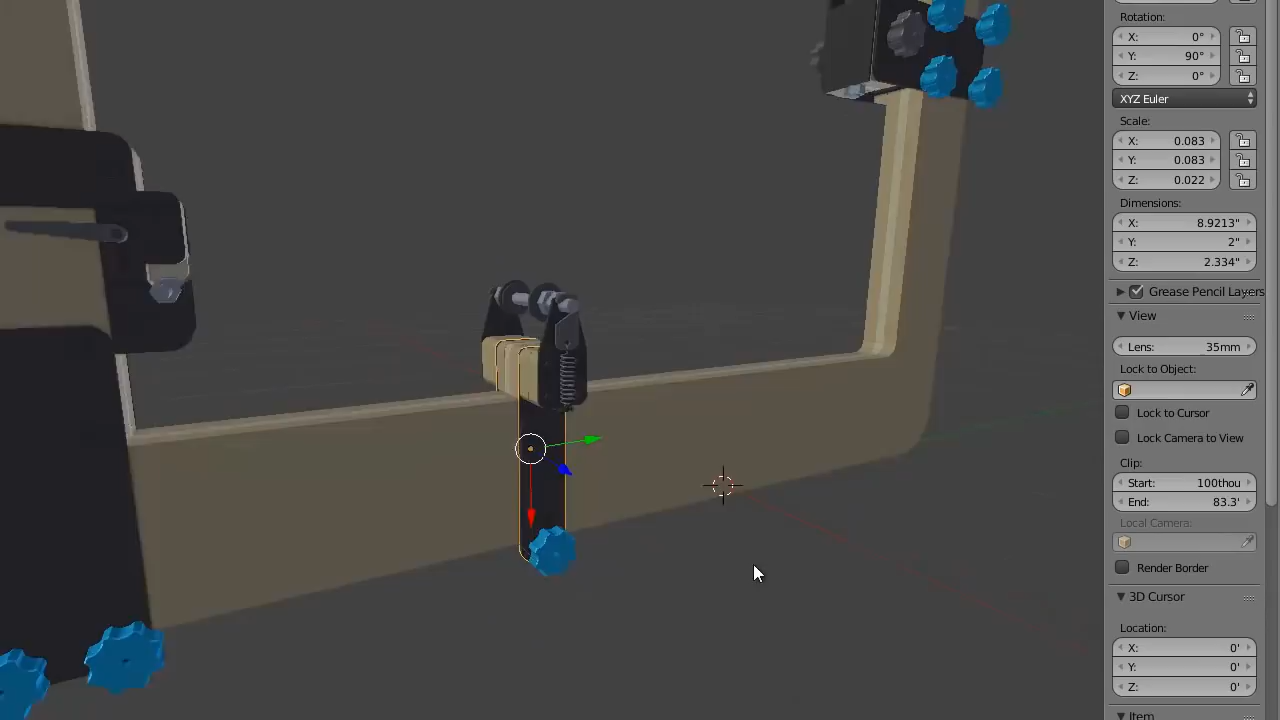 Rotation:
X: 0°
Y: 90°
Z: 0°
XYZ Euler
Scale:
X: 0.083
Y: 0.083
Z: 0.022
Dimensions:
X: 8.9213"
Y: 2"
Z: 2.334"
Grease Pencil Layers
View
Lens: 35mm
Lock to Object:
Lock to Cursor
Lock Camera to View
Clip:
Start: 100thou
End: 83.3'
Local Camera:
Render Border
3D Cursor
Location:
X: 0'
Y: 0'
Z: 0'
Item